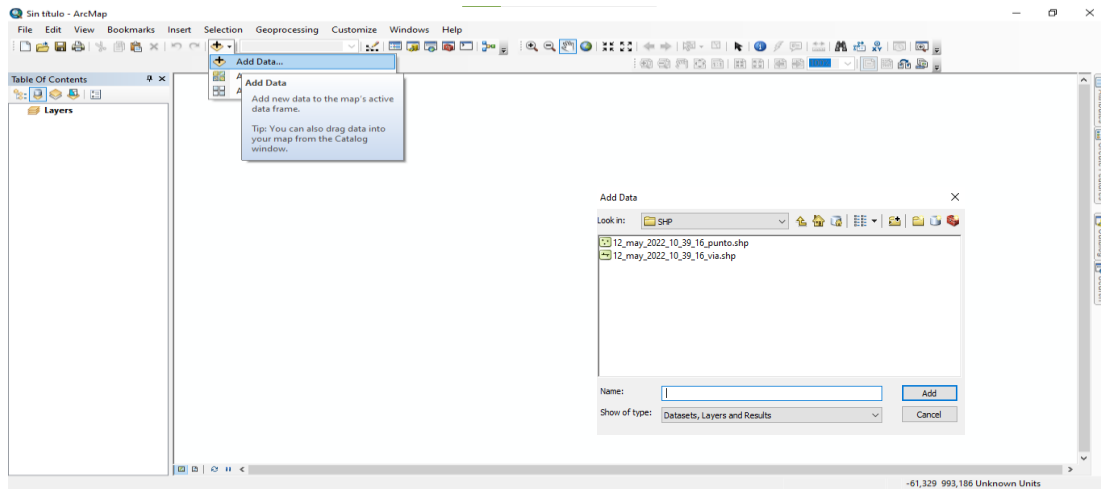 Sin título - ArcMap
File Edit View Bookmarks Insert Selection Geoprocessing Customize Windows Help
Add Data...
Table Of Contents
Layers
Add Data
Add new data to the map's active
data frame.
Tip: You can also drag data into
your map from the Catalog
window.
Add Data
Look in: SHP
12_may_2022_10_39_16_punto.shp
12_may_2022_10_39_16_via.shp
Name:
Add
Show of type: Datasets, Layers and Results
Cancel
-61,329 993,186 Unknown Units